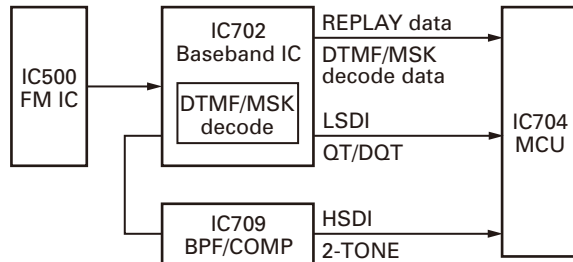 IC500
FM IC
IC702
Baseband IC
DTMF/MSK
decode
REPLAY data
DTMF/MSK
decode data
LSDI
QT/DQT
IC704
MCU
IC709
BPF/COMP
HSDI
2-TONE